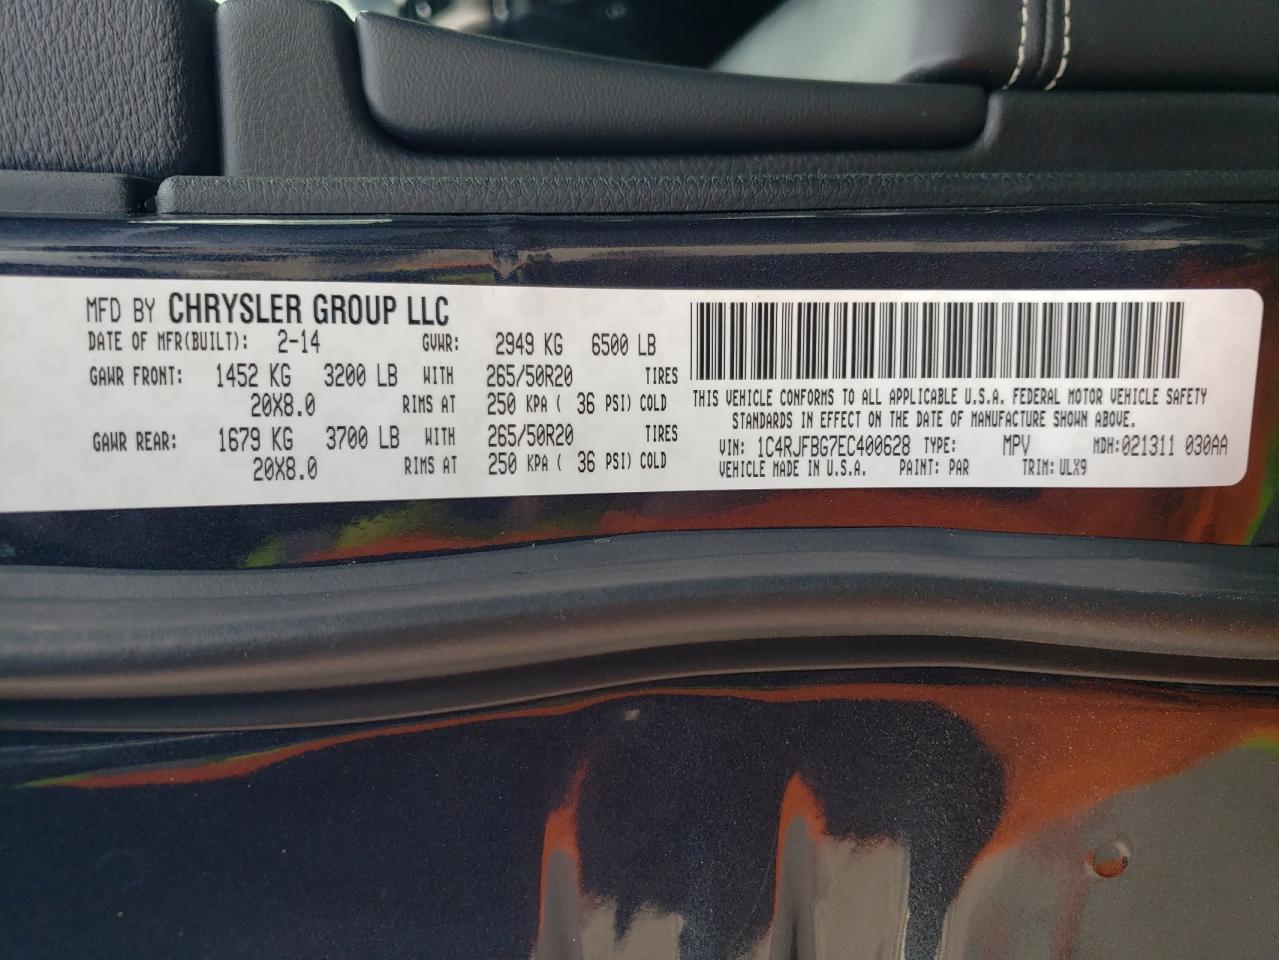 MFD BY CHRYSLER GROUP LLC
DATE OF MFR(BUILT): 2-14 GVWR: 2949 KG 6500 LB
GAWR FRONT: 1452 KG 3200 LB WITH 265/50R20 TIRES
20X8.0 RIMS AT 250 KPA ( 36 PSI) COLD
GAWR REAR: 1679 KG 3700 LB WITH 265/50R20 TIRES
20X8.0 RIMS AT 250 KPA ( 36 PSI) COLD
THIS VEHICLE CONFORMS TO ALL APPLICABLE U.S.A. FEDERAL MOTOR VEHICLE SAFETY
STANDARDS IN EFFECT ON THE DATE OF MANUFACTURE SHOWN ABOVE.
VIN: 1C4RJFBG7EC400628 TYPE: MPV MDH:021311 030AA
VEHICLE MADE IN U.S.A. PAINT: PAR TRIM: ULX9